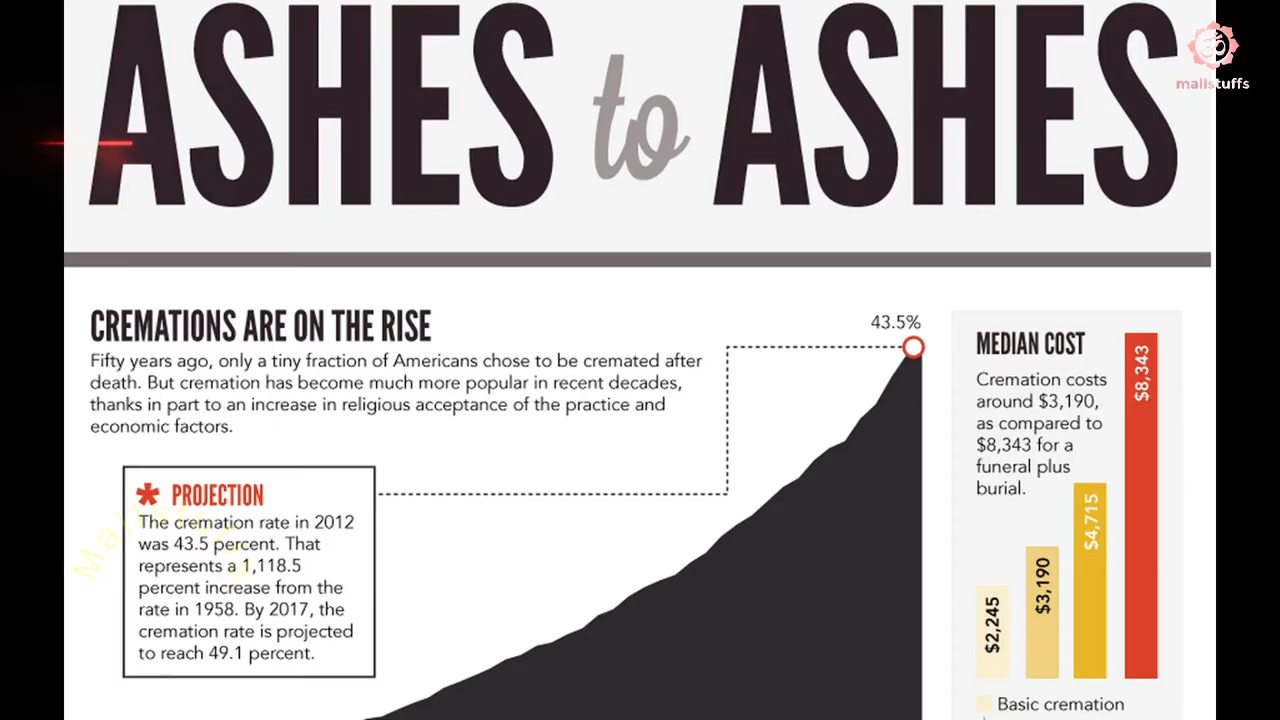 ASHES to ASHES
mallstuffs
CREMATIONS ARE ON THE RISE
Fifty years ago, only a tiny fraction of Americans chose to be cremated after
death. But cremation has become much more popular in recent decades,
thanks in part to an increase in religious acceptance of the practice and
economic factors.
* PROJECTION
The cremation rate in 2012
was 43.5 percent. That
represents a 1,118.5
percent increase from the
rate in 1958. By 2017, the
cremation rate is projected
to reach 49.1 percent.
43.5%
MEDIAN COST
Cremation costs
around $3,190,
as compared to
$8,343 for a
funeral plus
burial.
$2,245
$3,190
$4,715
$8,343
Basic cremation